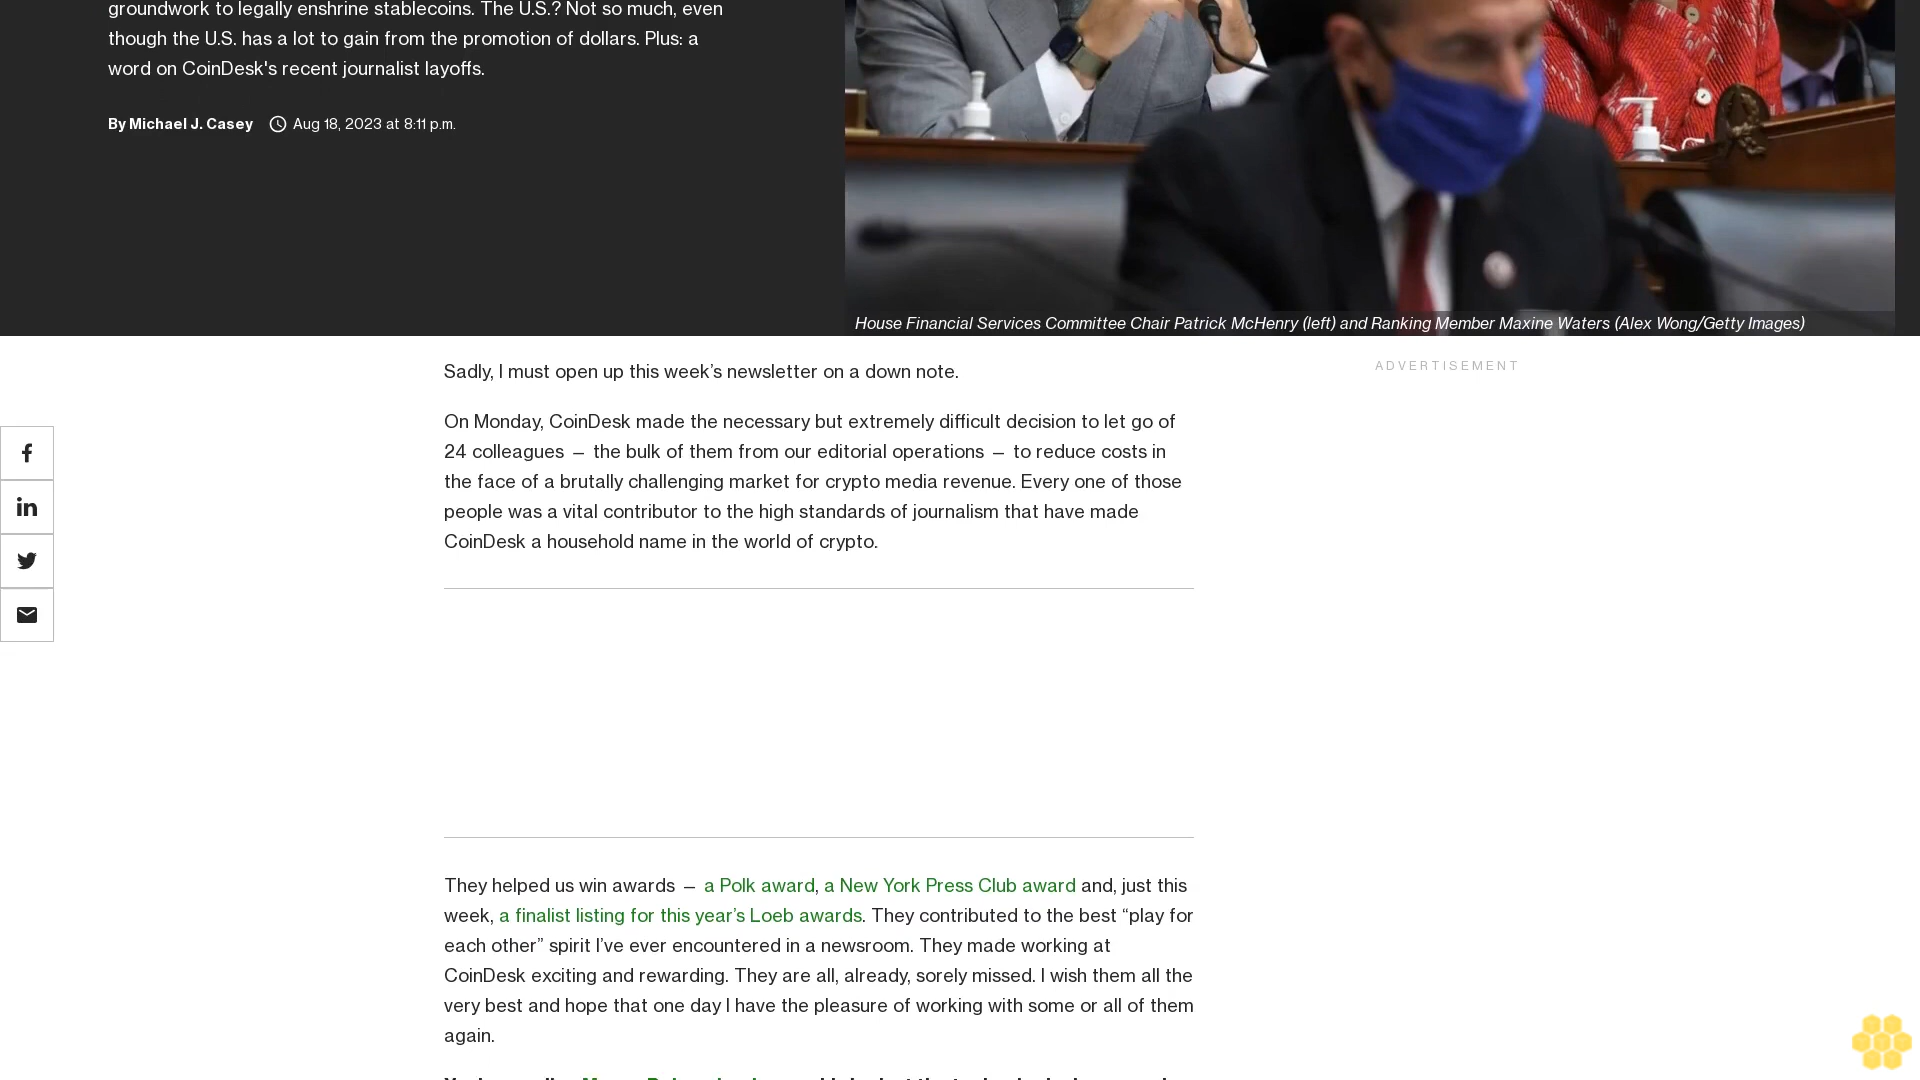 groundwork to legally enshrine stablecoins. The U.S.? Not so much, even
though the U.S. has a lot to gain from the promotion of dollars. Plus: a
word on CoinDesk's recent journalist layoffs.
By Michael J. Casey Aug 18, 2023 at 8:11 p.m.
House Financial Services Committee Chair Patrick McHenry (left) and Ranking Member Maxine Waters (Alex Wong/Getty Images)
ADVERTISEMENT
Sadly, I must open up this week’s newsletter on a down note.
On Monday, CoinDesk made the necessary but extremely difficult decision to let go of
24 colleagues — the bulk of them from our editorial operations — to reduce costs in
the face of a brutally challenging market for crypto media revenue. Every one of those
people was a vital contributor to the high standards of journalism that have made
CoinDesk a household name in the world of crypto.
They helped us win awards — a Polk award, a New York Press Club award and, just this
week, a finalist listing for this year’s Loeb awards. They contributed to the best “play for
each other” spirit I’ve ever encountered in a newsroom. They made working at
CoinDesk exciting and rewarding. They are all, already, sorely missed. I wish them all the
very best and hope that one day I have the pleasure of working with some or all of them
again.